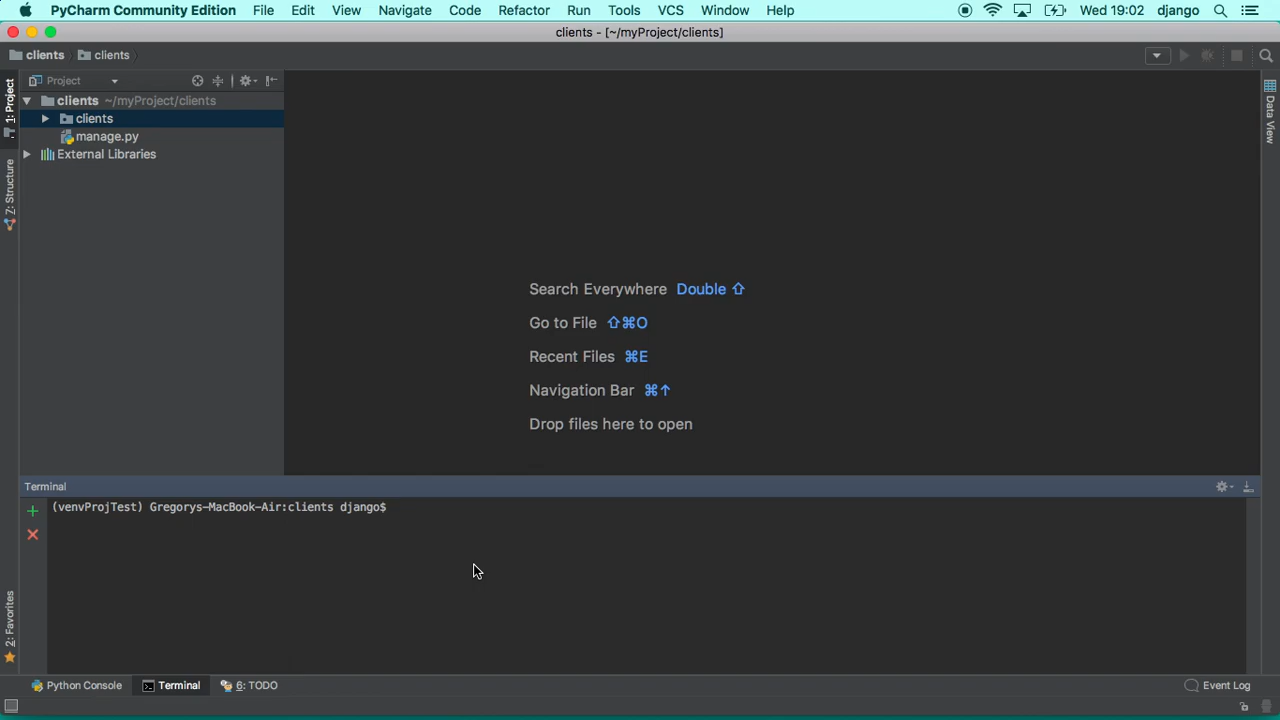 PyCharm Community Edition File Edit View Navigate Code Refactor Run Tools VCS Window Help Wed 19:02 django
clients - [~/myProject/clients]
clients clients
1: Project
Project
clients ~/myProject/clients
clients
manage.py
External Libraries
Z: Structure
Data View
Search Everywhere Double ⇧
Go to File ⇧⌘O
Recent Files ⌘E
Navigation Bar ⌘↑
Drop files here to open
Terminal
(venvProjTest) Gregorys-MacBook-Air:clients django$
2: Favorites
Python Console Terminal 6: TODO Event Log